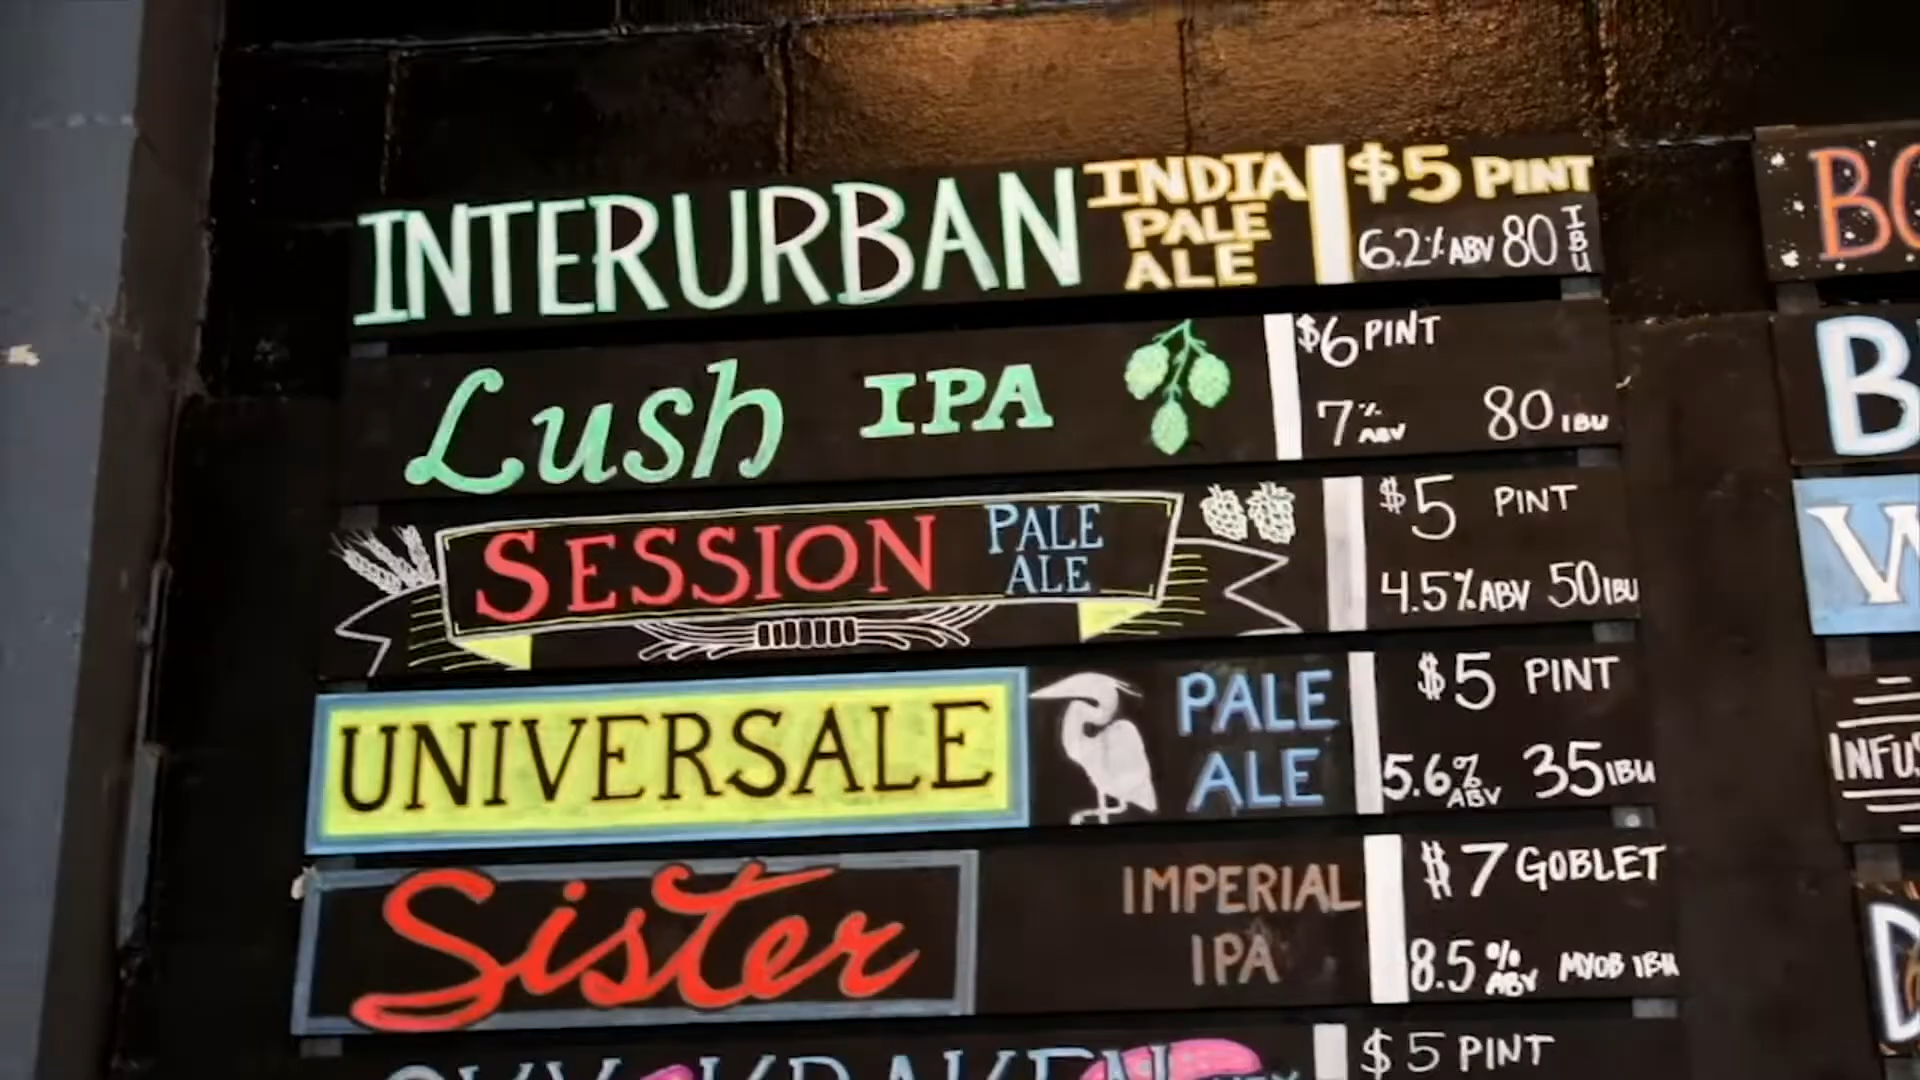 INTERURBAN INDIA PALE ALE $5 PINT
6.2% ABV 80 IBU
Lush IPA $6 PINT
7% ABV 80 IBU
SESSION PALE ALE $5 PINT
4.5% ABV 50 IBU
UNIVERSALE PALE ALE $5 PINT
5.6% ABV 35 IBU
Sister IMPERIAL IPA $7 GOBLET
8.5% ABV MYOB IBU
KRAKEN $5 PINT